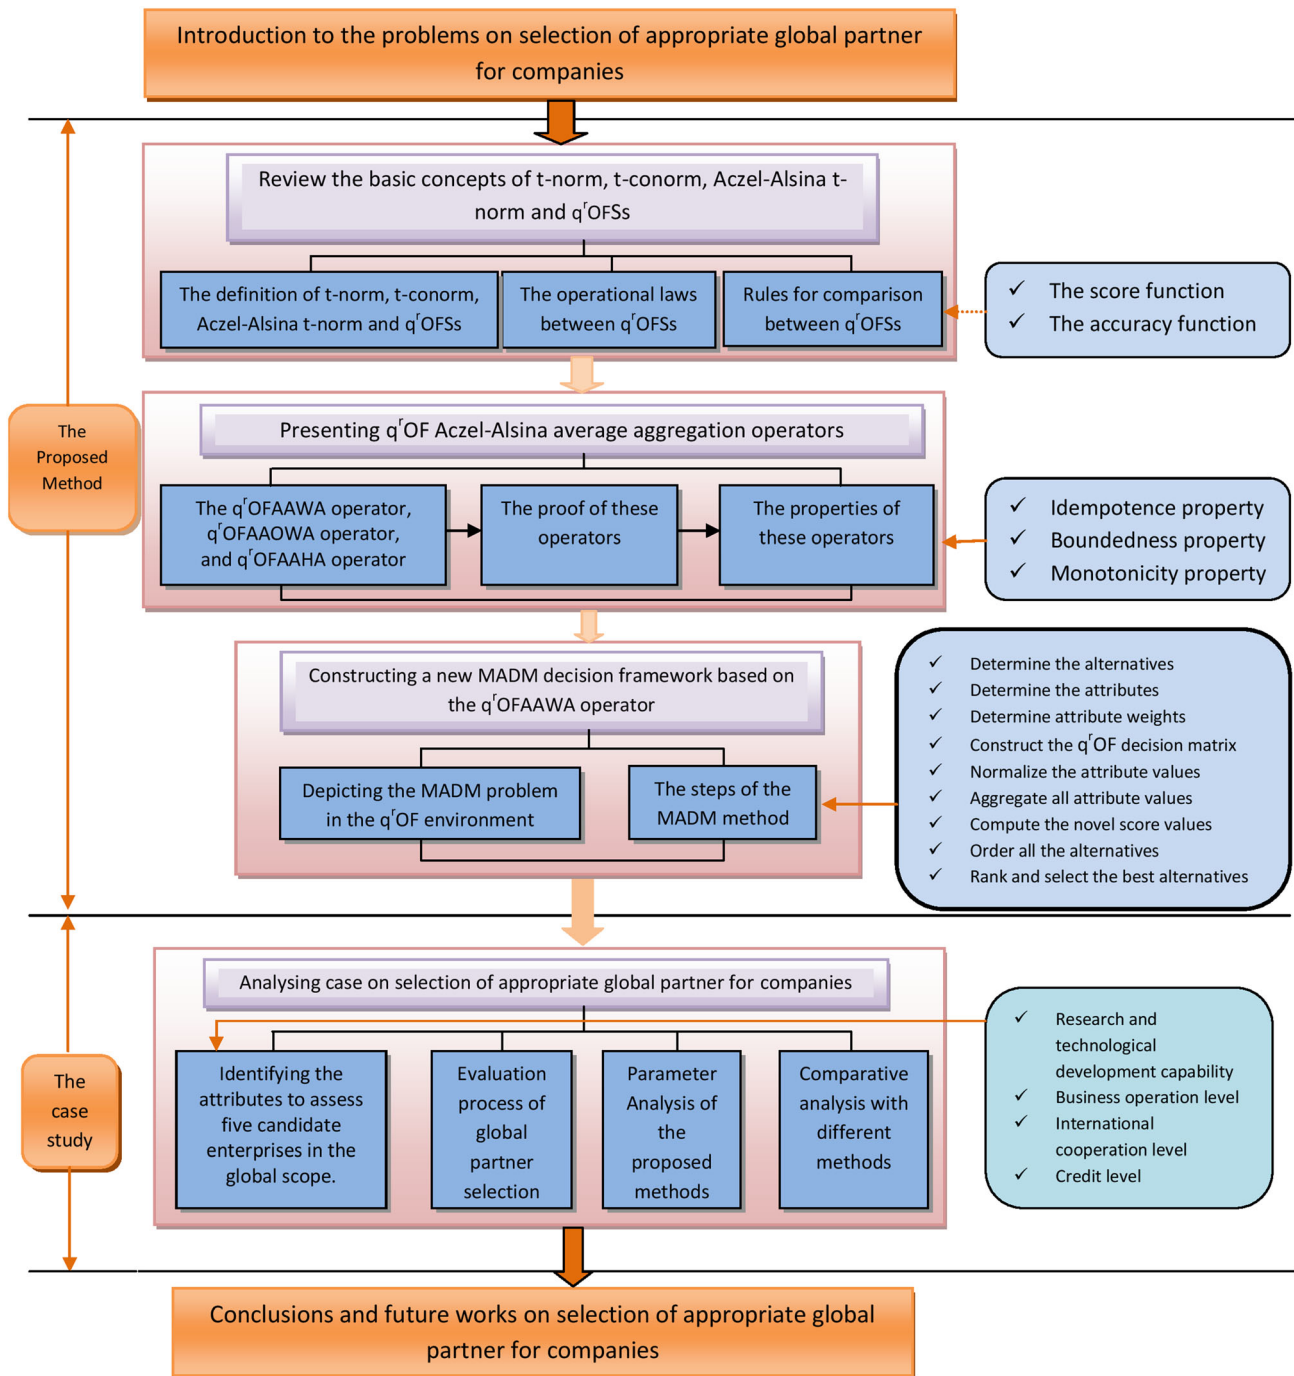 Introduction to the problems on selection of appropriate global partner
for companies
Review the basic concepts of t-norm, t-conorm, Aczel-Alsina t-
norm and qʳOFSs
The definition of t-norm, t-conorm,
Aczel-Alsina t-norm and qʳOFSs
The operational laws
between qʳOFSs
Rules for comparison
between qʳOFSs
✓ The score function
✓ The accuracy function
The
Proposed
Method
Presenting qʳOF Aczel-Alsina average aggregation operators
The qʳOFAAWA operator,
qʳOFAAOWA operator,
and qʳOFAAHA operator
The proof of these
operators
The properties of
these operators
✓ Idempotence property
✓ Boundedness property
✓ Monotonicity property
Constructing a new MADM decision framework based on
the qʳOFAAWA operator
Depicting the MADM problem
in the qʳOF environment
The steps of the
MADM method
✓ Determine the alternatives
✓ Determine the attributes
✓ Determine attribute weights
✓ Construct the qʳOF decision matrix
✓ Normalize the attribute values
✓ Aggregate all attribute values
✓ Compute the novel score values
✓ Order all the alternatives
✓ Rank and select the best alternatives
The
case
study
Analysing case on selection of appropriate global partner for companies
Identifying the
attributes to assess
five candidate
enterprises in the
global scope.
Evaluation
process of
global
partner
selection
Parameter
Analysis of
the
proposed
methods
Comparative
analysis with
different
methods
✓ Research and
technological
development capability
✓ Business operation level
✓ International
cooperation level
✓ Credit level
Conclusions and future works on selection of appropriate global
partner for companies